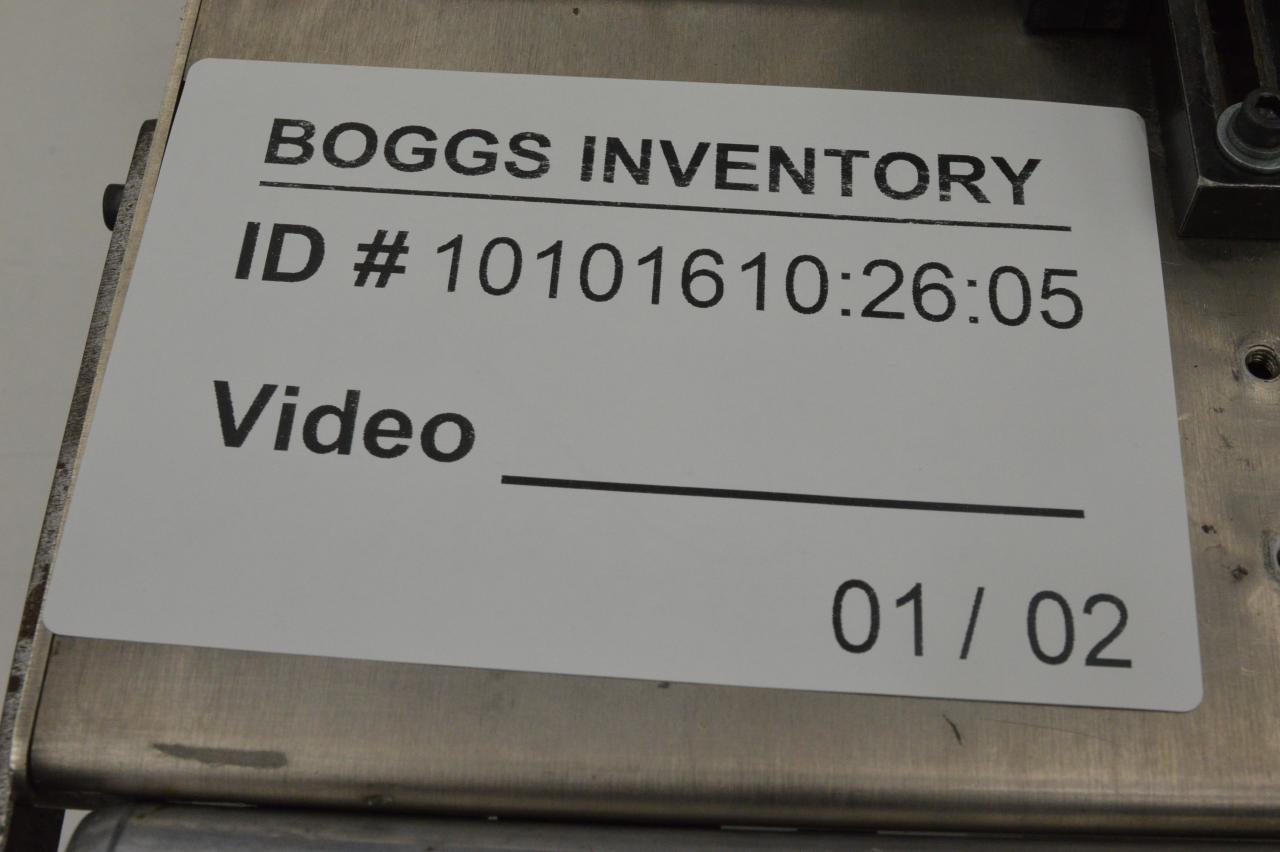 BOGGS INVENTORY
ID # 10101610:26:05
Video
01 / 02